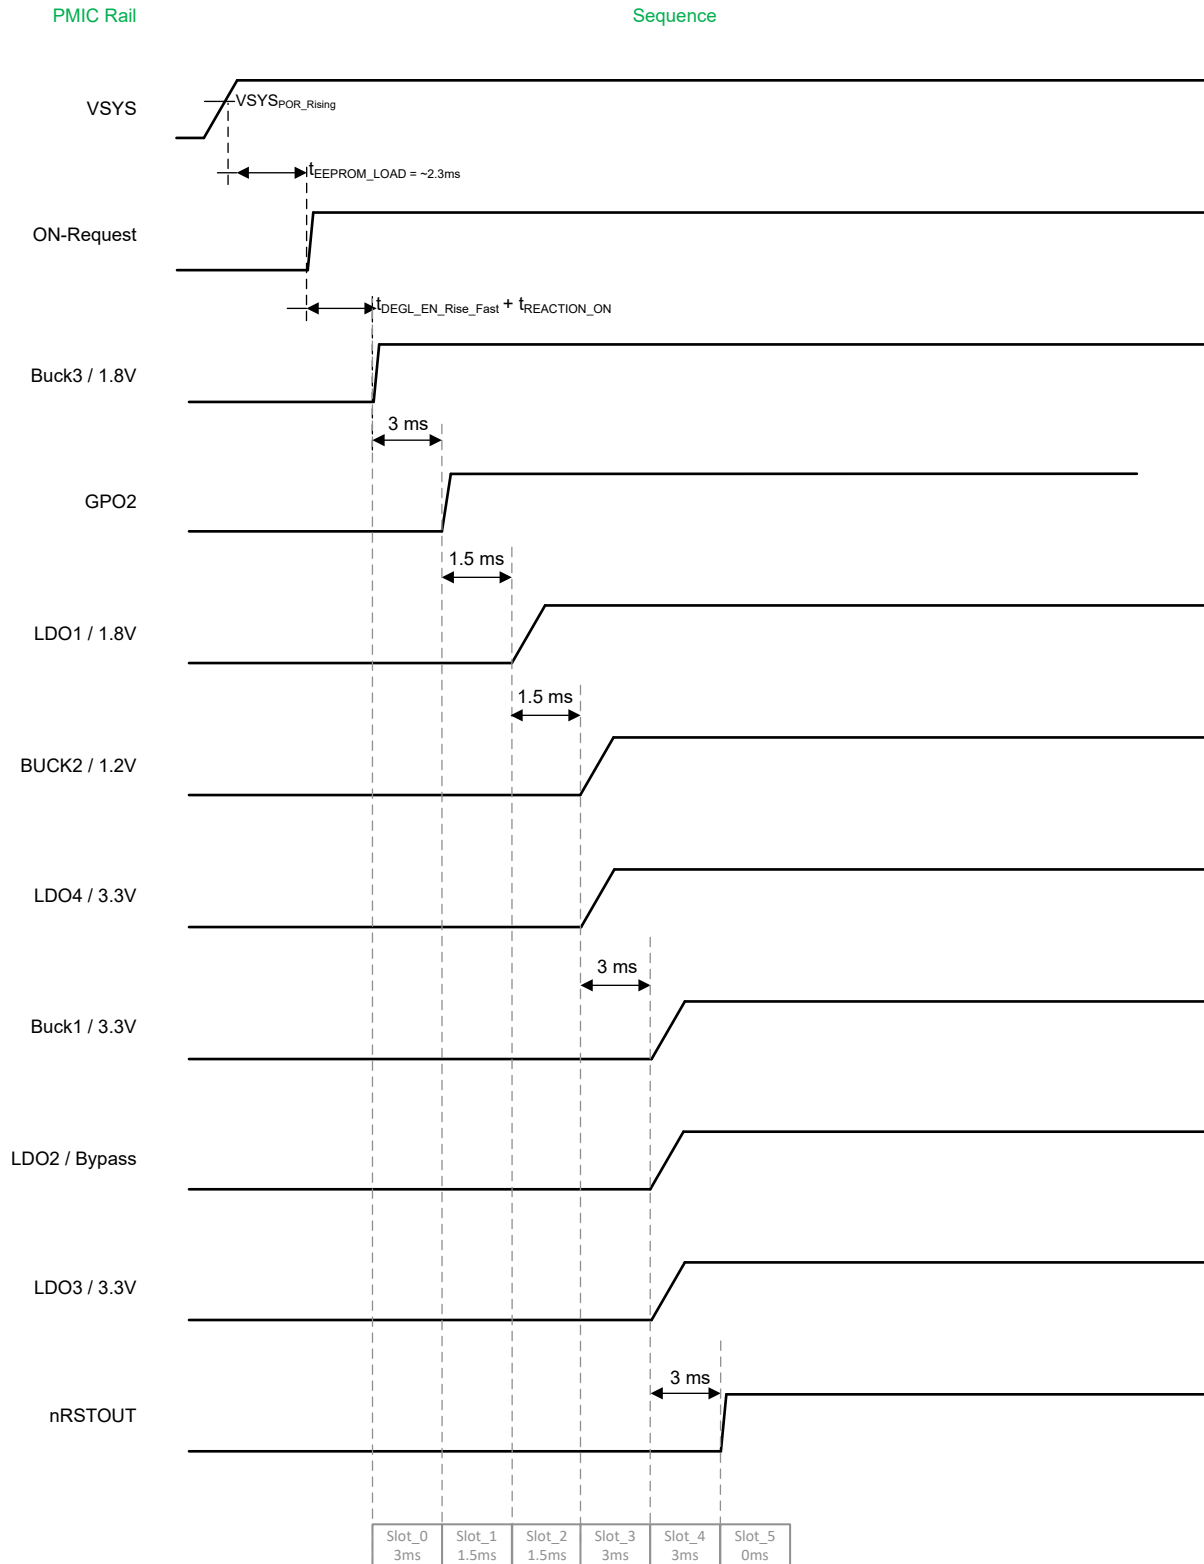 PMIC Rail Sequence
VSYS
VSYSPOR_Rising
tEEPROM_LOAD = ~2.3ms
ON-Request
tDEGL_EN_Rise_Fast + tREACTION_ON
Buck3 / 1.8V
3 ms
GPO2
1.5 ms
LDO1 / 1.8V
1.5 ms
BUCK2 / 1.2V
LDO4 / 3.3V
3 ms
Buck1 / 3.3V
LDO2 / Bypass
LDO3 / 3.3V
3 ms
nRSTOUT
Slot_0 Slot_1 Slot_2 Slot_3 Slot_4 Slot_5
3ms 1.5ms 1.5ms 3ms 3ms 0ms